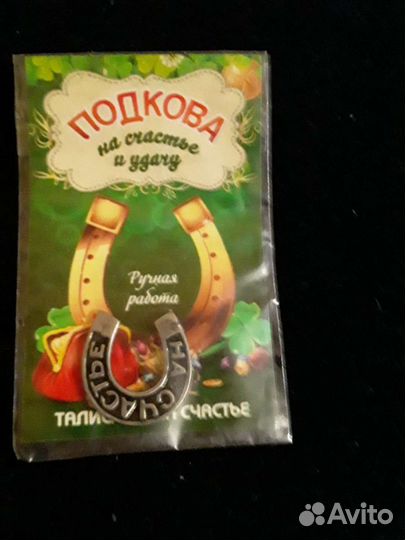 ПОДКОВА
на счастье
и удачу
Ручная
работа
НА СЧАСТЬЕ
СЧАСТЬЕ
Avito